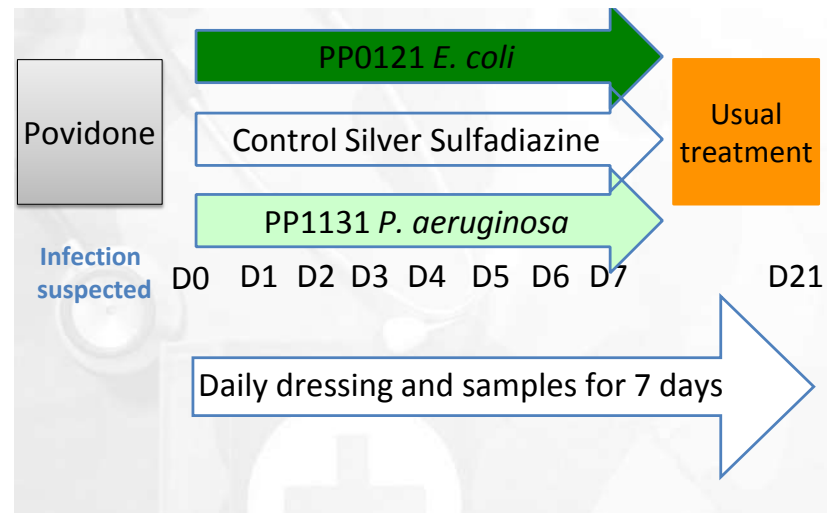 PP0121 E. coli
Povidone
Control Silver Sulfadiazine
Usual
treatment
PP1131 P. aeruginosa
Infection
suspected
D0 D1 D2 D3 D4 D5 D6 D7 D21
Daily dressing and samples for 7 days